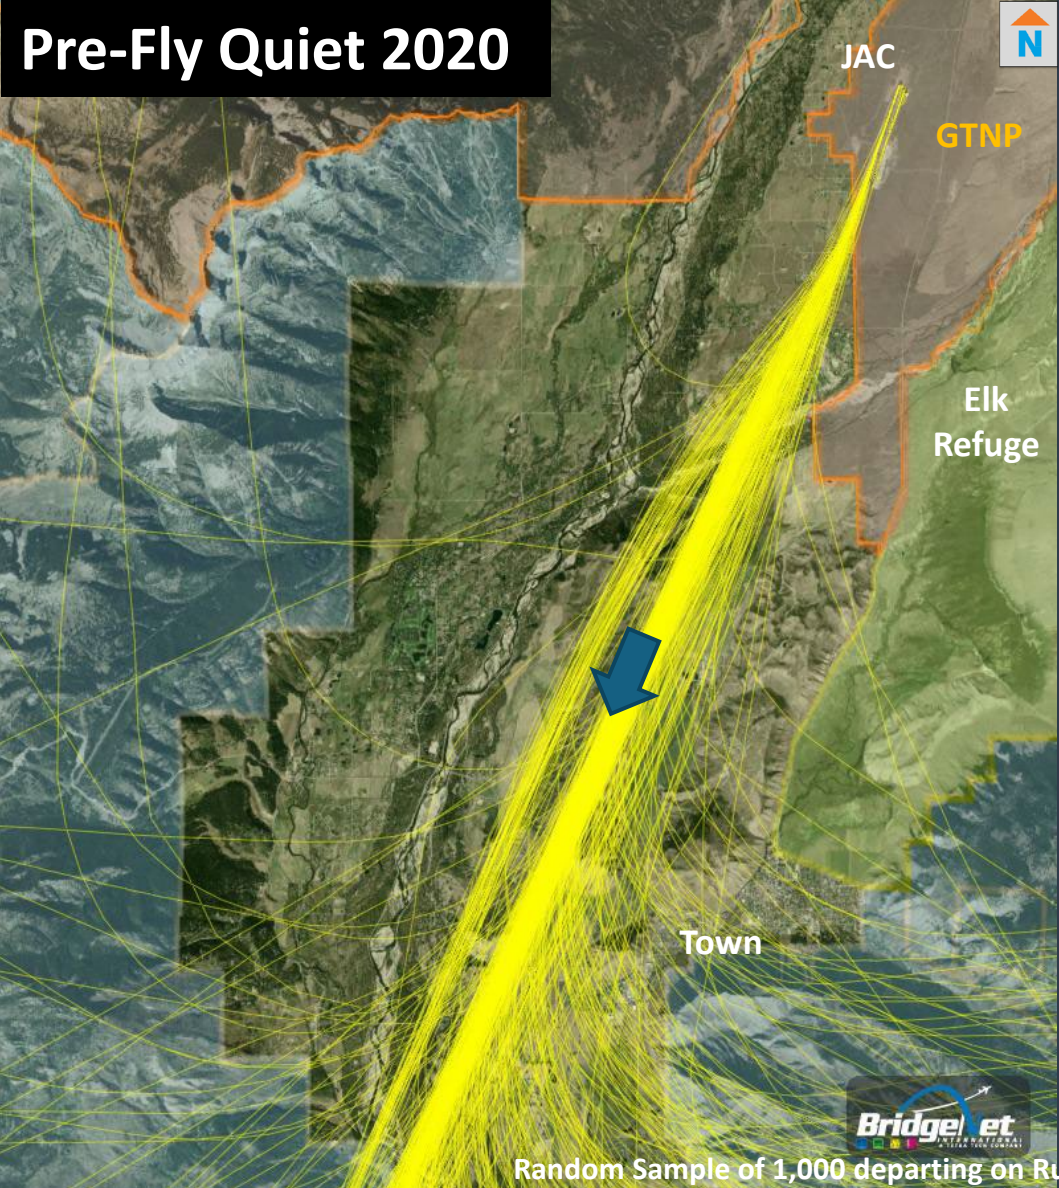 Pre-Fly Quiet 2020
JAC
N
GTNP
Elk
Refuge
Town
BridgeNet
INTERNATIONAL
A TETRA TECH COMPANY
Random Sample of 1,000 departing on Ru